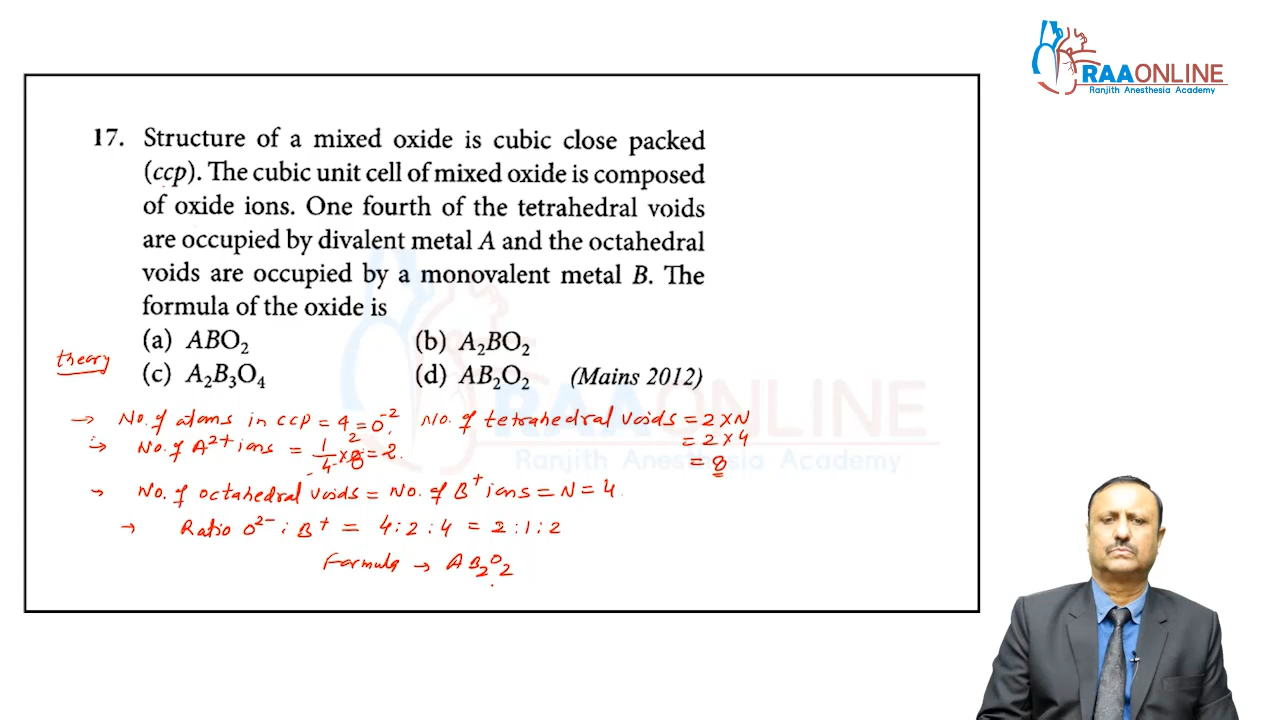 RAAONLINE
Ranjith Anesthesia Academy
17. Structure of a mixed oxide is cubic close packed
(ccp). The cubic unit cell of mixed oxide is composed
of oxide ions. One fourth of the tetrahedral voids
are occupied by divalent metal A and the octahedral
voids are occupied by a monovalent metal B. The
formula of the oxide is
(a) ABO₂ (b) A₂BO₂
theory
(c) A₂B₃O₄ (d) AB₂O₂ (Mains 2012)
→ No. of atoms in ccp = 4 = O⁻² No. of tetrahedral voids = 2 × N
= 2 × 4
→ No. of A²⁺ ions = 1/4 × 8 2 = 2
= 8
→ No. of octahedral voids = No. of B⁺ ions = N = 4
→ Ratio O²⁻ : B⁺ = 4 : 2 : 4 = 2 : 1 : 2
Formula → AB₂O₂
RAAONLINE
Ranjith Anesthesia Academy